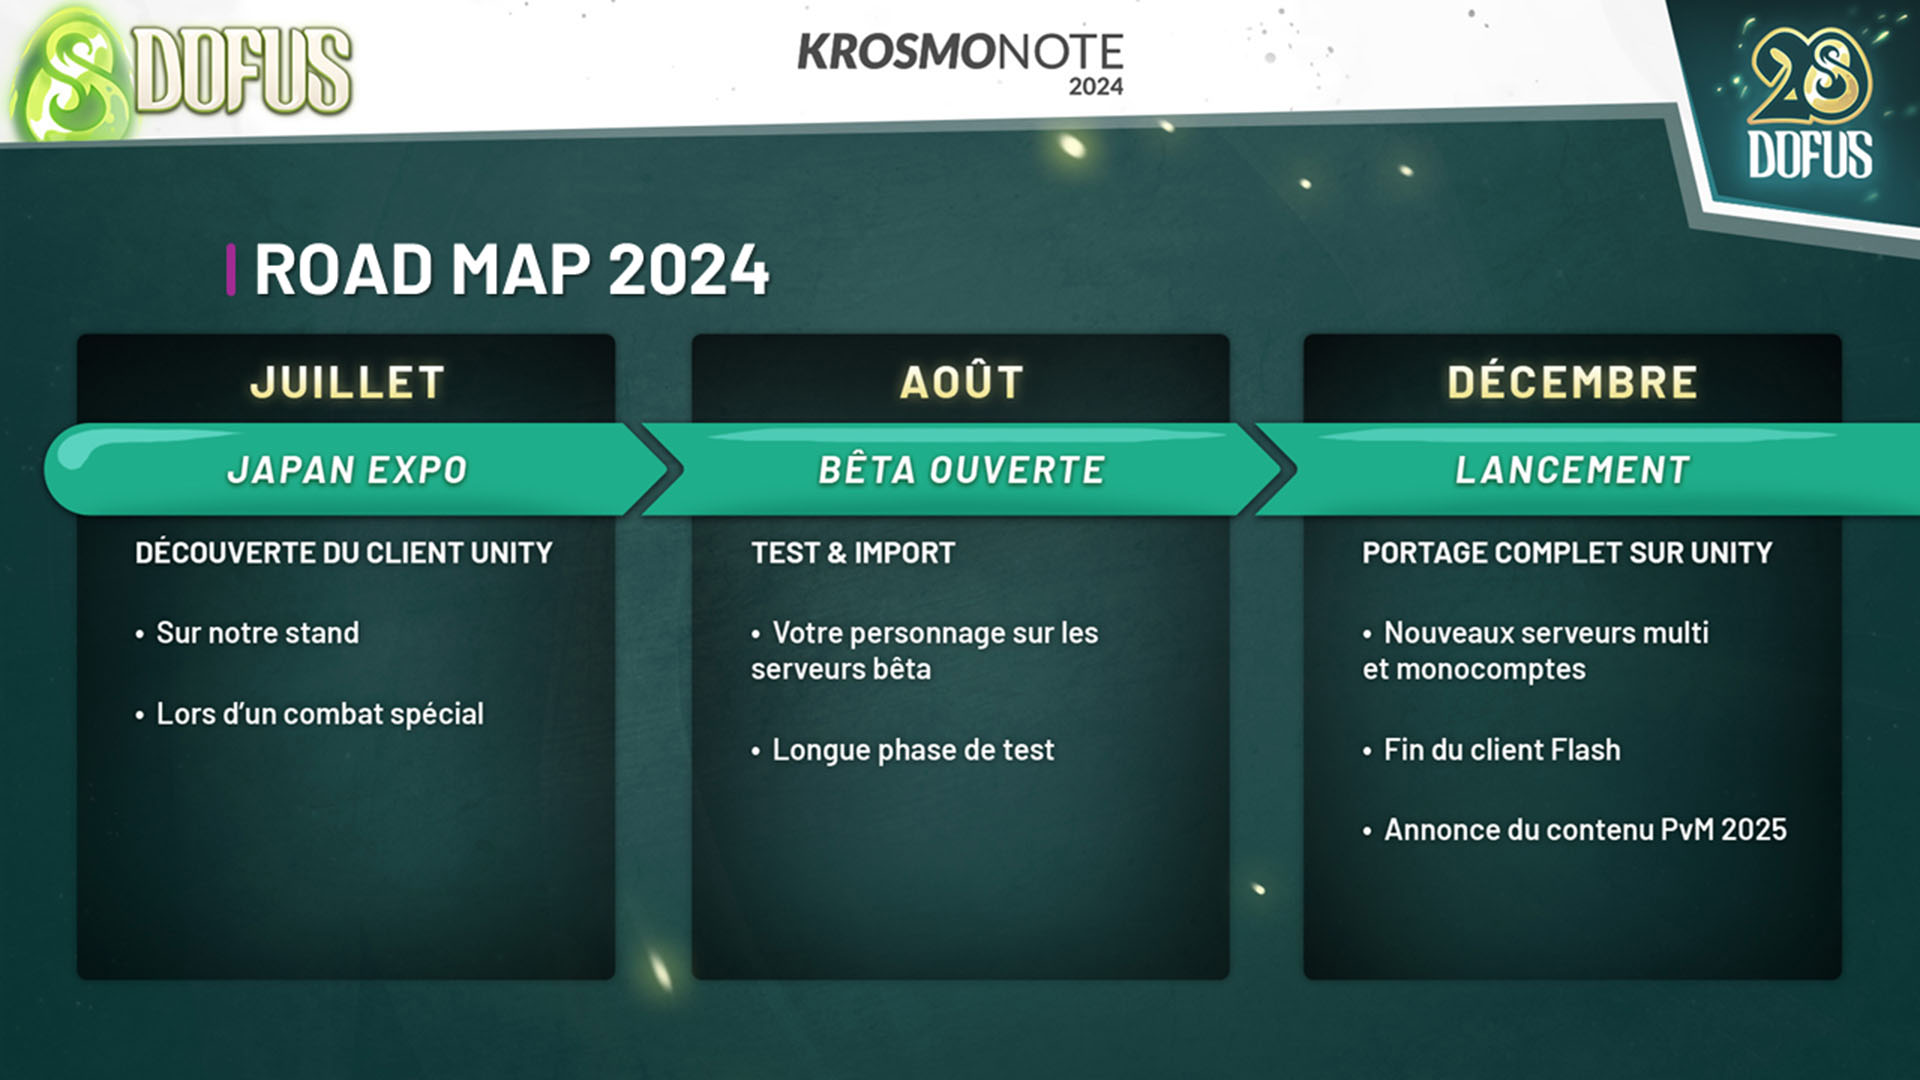 DOFUS
KROSMONOTE
2024
20
DOFUS
ROAD MAP 2024
JUILLET
JAPAN EXPO
DÉCOUVERTE DU CLIENT UNITY
• Sur notre stand
• Lors d’un combat spécial
AOÛT
BÊTA OUVERTE
TEST & IMPORT
• Votre personnage sur les
serveurs bêta
• Longue phase de test
DÉCEMBRE
LANCEMENT
PORTAGE COMPLET SUR UNITY
• Nouveaux serveurs multi
et monocomptes
• Fin du client Flash
• Annonce du contenu PvM 2025